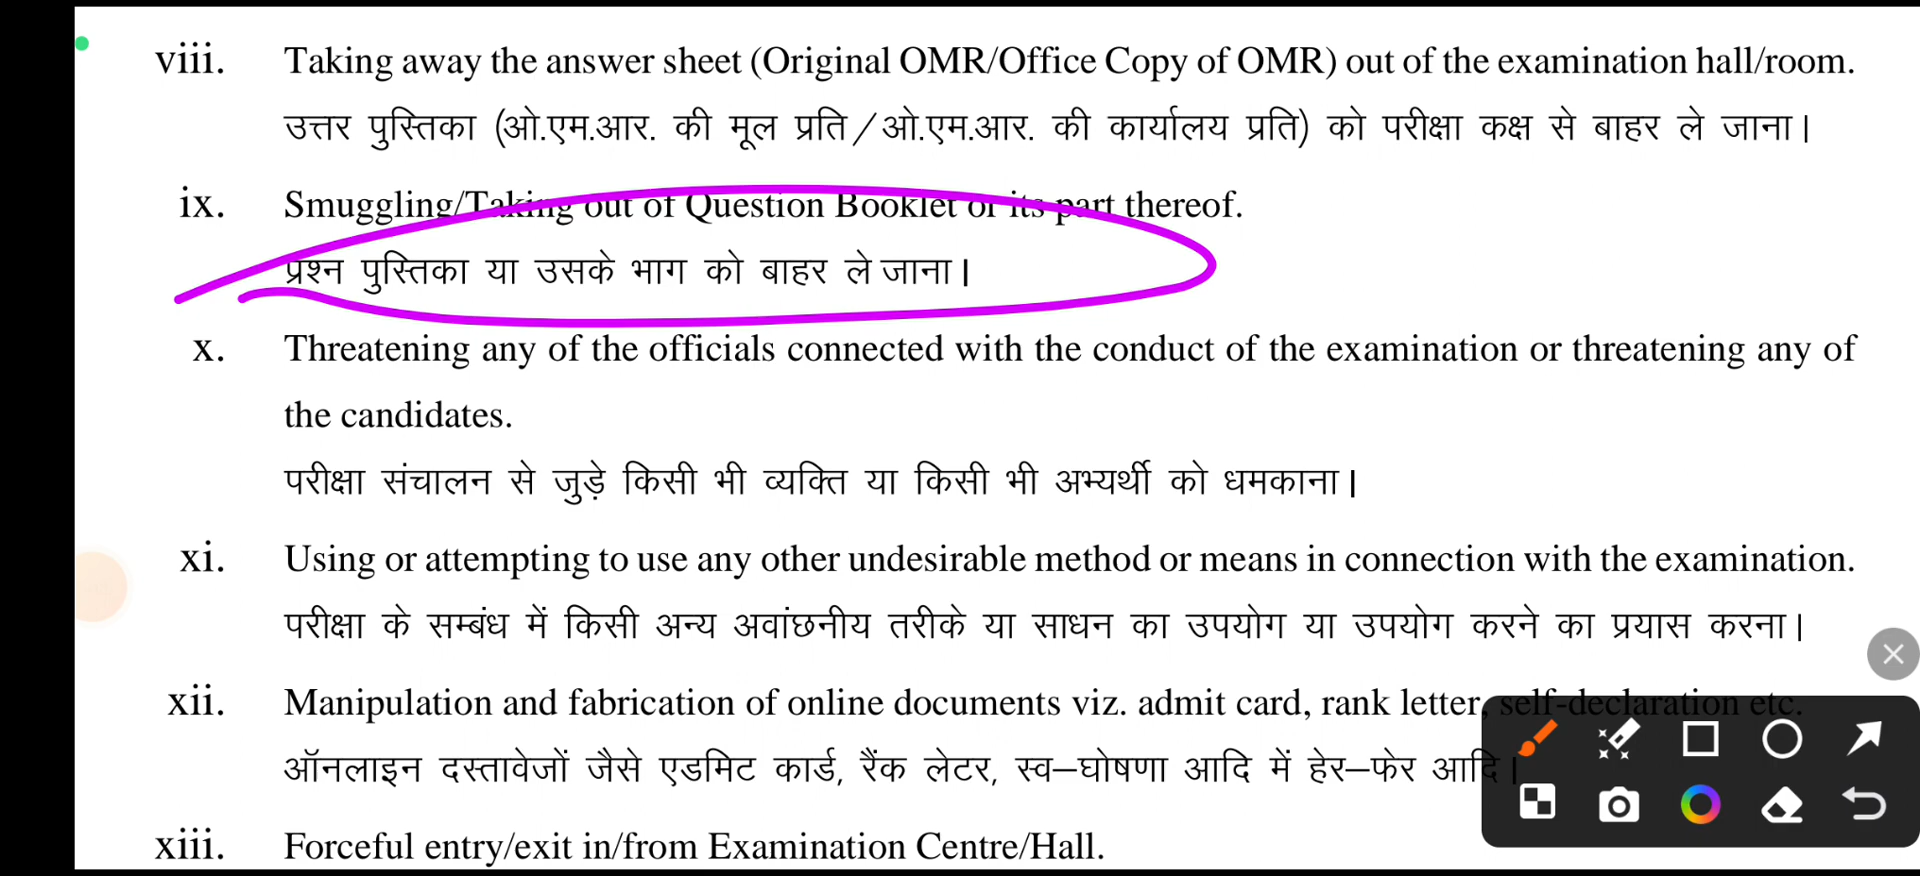 viii. Taking away the answer sheet (Original OMR/Office Copy of OMR) out of the examination hall/room.
उत्तर पुस्तिका (ओ.एम.आर. की मूल प्रति/ओ.एम.आर. की कार्यालय प्रति) को परीक्षा कक्ष से बाहर ले जाना।
ix. Smuggling/Taking out of Question Booklet or its part thereof.
प्रश्न पुस्तिका या उसके भाग को बाहर ले जाना।
x. Threatening any of the officials connected with the conduct of the examination or threatening any of
the candidates.
परीक्षा संचालन से जुड़े किसी भी व्यक्ति या किसी भी अभ्यर्थी को धमकाना।
xi. Using or attempting to use any other undesirable method or means in connection with the examination.
परीक्षा के सम्बंध में किसी अन्य अवांछनीय तरीके या साधन का उपयोग या उपयोग करने का प्रयास करना।
xii. Manipulation and fabrication of online documents viz. admit card, rank letter, self-declaration etc.
ऑनलाइन दस्तावेजों जैसे एडमिट कार्ड, रैंक लेटर, स्व–घोषणा आदि में हेर–फेर आदि।
xiii. Forceful entry/exit in/from Examination Centre/Hall.